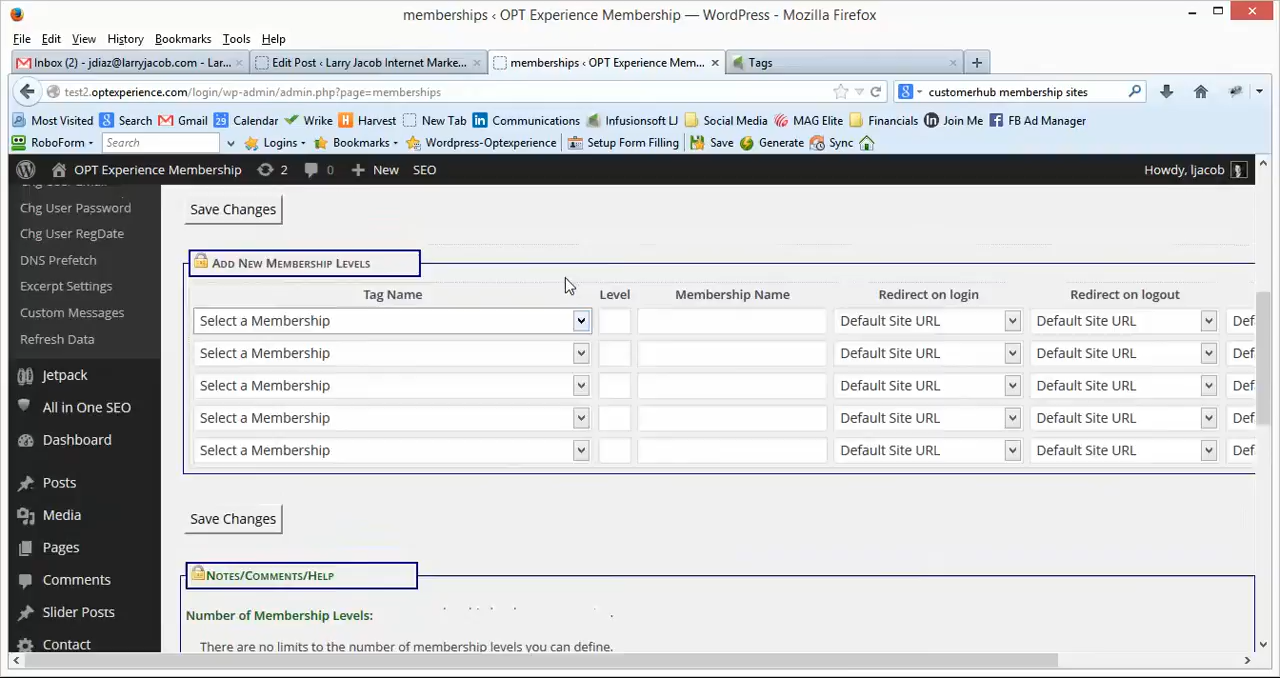 memberships ‹ OPT Experience Membership — WordPress - Mozilla Firefox
File Edit View History Bookmarks Tools Help
Inbox (2) - jdiaz@larryjacob.com - Lar... Edit Post ‹ Larry Jacob Internet Marke... memberships ‹ OPT Experience Mem... Tags
test2.optexperience.com/login/wp-admin/admin.php?page=memberships customerhub membership sites
Most Visited Search Gmail Calendar Wrike Harvest New Tab Communications Infusionsoft LJ Social Media MAG Elite Financials Join Me FB Ad Manager
RoboForm Search Logins Bookmarks Wordpress-Optexperience Setup Form Filling Save Generate Sync
OPT Experience Membership 2 0 New SEO Howdy, ljacob
Chg User Password
Chg User RegDate
DNS Prefetch
Excerpt Settings
Custom Messages
Refresh Data
Jetpack
All in One SEO
Dashboard
Posts
Media
Pages
Comments
Slider Posts
Contact
Save Changes
Add New Membership Levels
Tag Name Level Membership Name Redirect on login Redirect on logout
Select a Membership Default Site URL Default Site URL Def
Select a Membership Default Site URL Default Site URL Def
Select a Membership Default Site URL Default Site URL Def
Select a Membership Default Site URL Default Site URL Def
Select a Membership Default Site URL Default Site URL Def
Save Changes
Notes/Comments/Help
Number of Membership Levels:
There are no limits to the number of membership levels you can define.